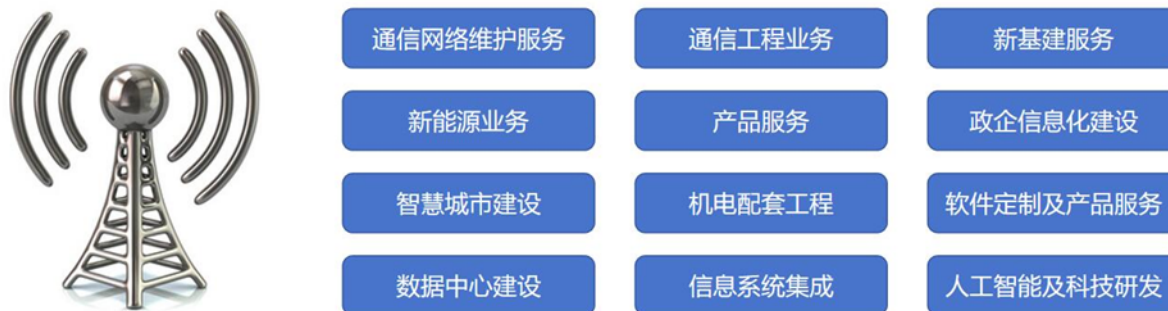 通信网络维护服务
通信工程业务
新基建服务
新能源业务
产品服务
政企信息化建设
智慧城市建设
机电配套工程
软件定制及产品服务
数据中心建设
信息系统集成
人工智能及科技研发